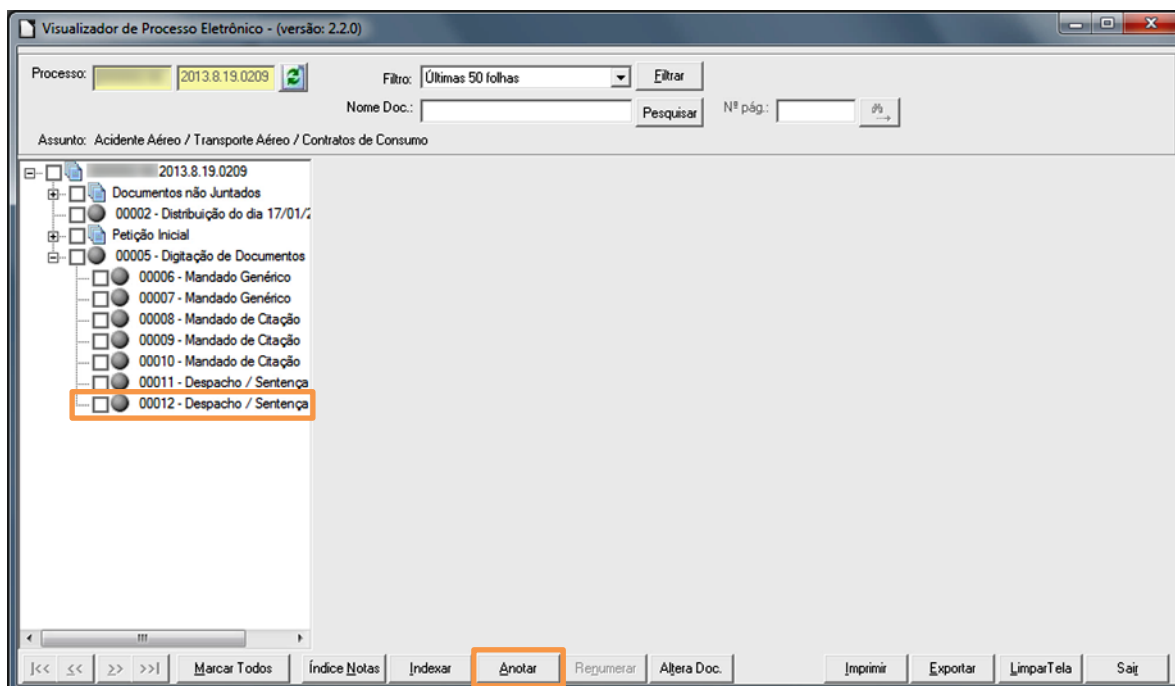 Visualizador de Processo Eletrônico - (versão: 2.2.0)
Processo: 2013.8.19.0209 Filtro: Últimas 50 folhas Filtrar
Nome Doc.: Pesquisar Nª pág.:
Assunto: Acidente Aéreo / Transporte Aéreo / Contratos de Consumo
2013.8.19.0209
Documentos não Juntados
00002 - Distribuição do dia 17/01/2
Petição Inicial
00005 - Digitação de Documentos
00006 - Mandado Genérico
00007 - Mandado Genérico
00008 - Mandado de Citação
00009 - Mandado de Citação
00010 - Mandado de Citação
00011 - Despacho / Sentença
00012 - Despacho / Sentença
|<< << >> >>| Marcar Todos Índice Notas Indexar Anotar Renumerar Altera Doc. Imprimir Exportar LimparTela Sair